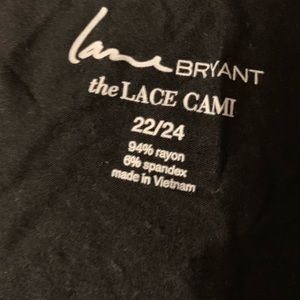 lane BRYANT
the LACE CAMI
22/24
94% rayon
6% spandex
made in Vietnam